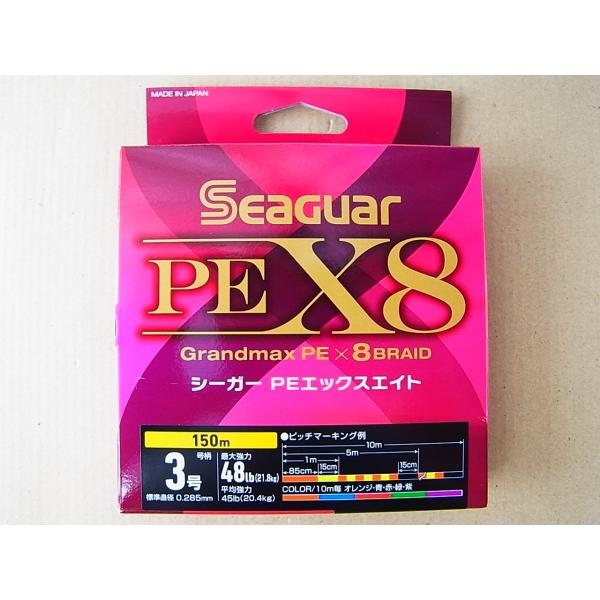 MADE IN JAPAN
SEAGUAR
PE X8
Grandmax PE × 8 BRAID
シーガー PEエックスエイト
150m
号柄
3号
標準直径 0.285mm
最大強力
48lb(21.8kg)
平均強力
45lb(20.4kg)
●ピッチマーキング例
10m
5m
1m
85cm
15cm
15cm
COLOR/10m毎 オレンジ・青・赤・緑・紫